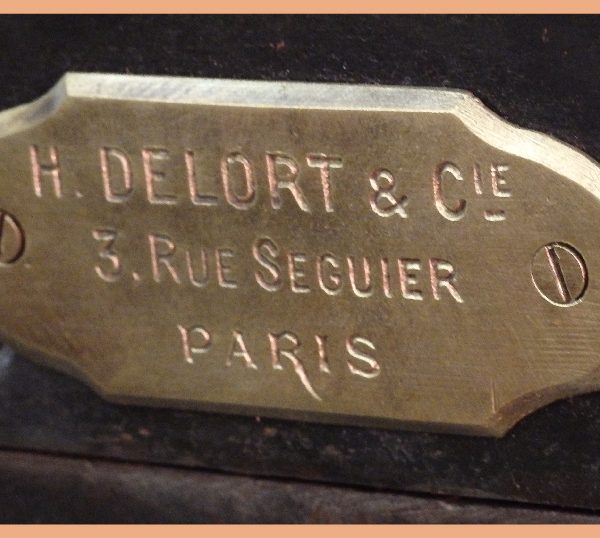 H. DELORT & CIE
3. RUE SEGUIER
PARIS